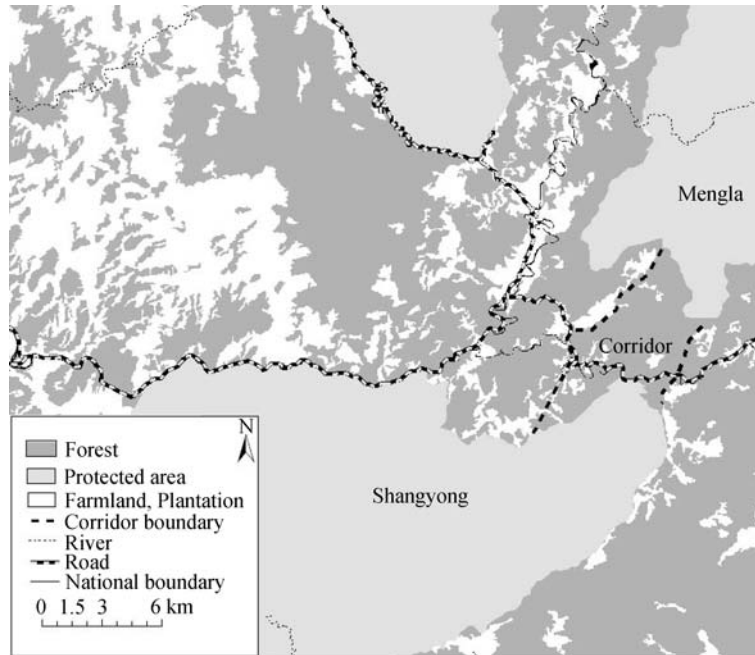 Mengla
Corridor
Shangyong
N
Forest
Protected area
Farmland, Plantation
Corridor boundary
River
Road
National boundary
0 1.5 3 6 km